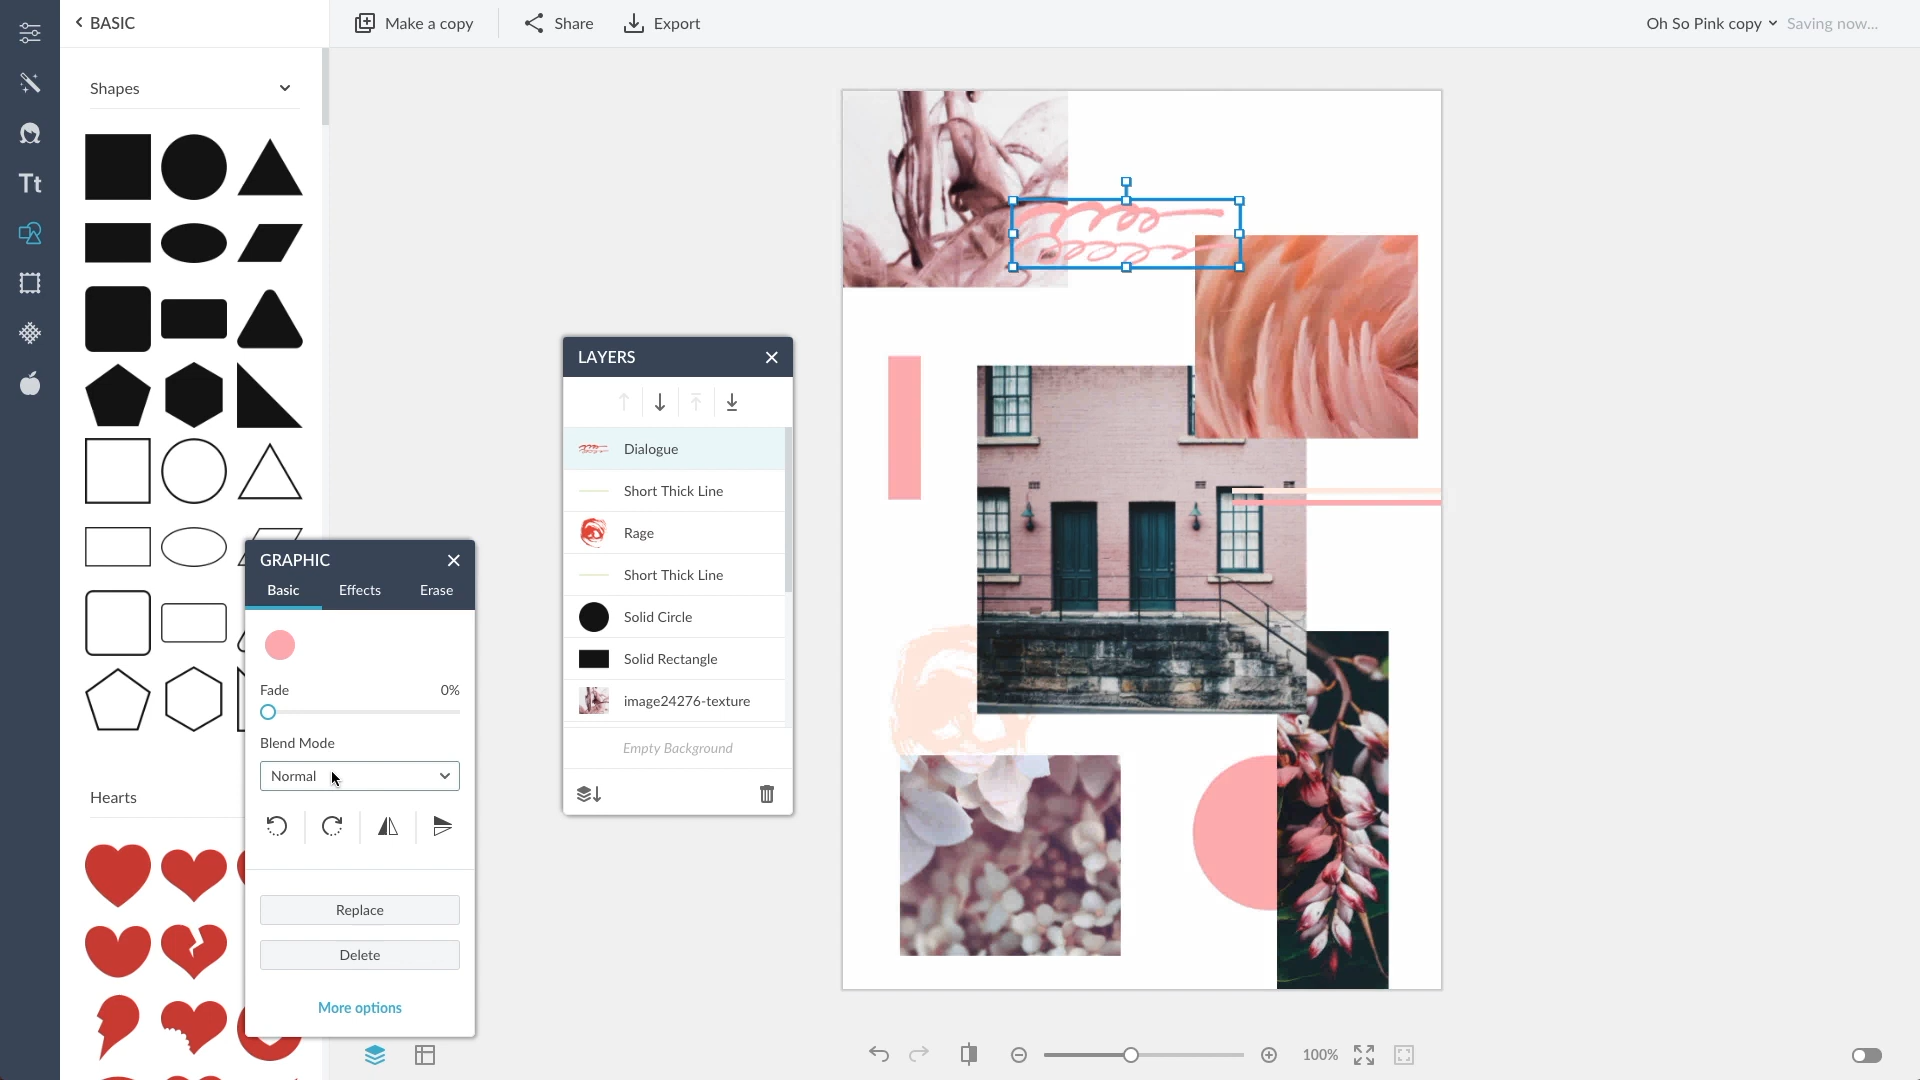 BASIC
Make a copy
Share
Export
Oh So Pink copy
Saving now...
Shapes
Tt
LAYERS
Dialogue
Short Thick Line
Rage
Short Thick Line
Solid Circle
Solid Rectangle
image24276-texture
Empty Background
GRAPHIC
Basic Effects Erase
Fade 0%
Blend Mode
Normal
Replace
Delete
More options
Hearts
100%